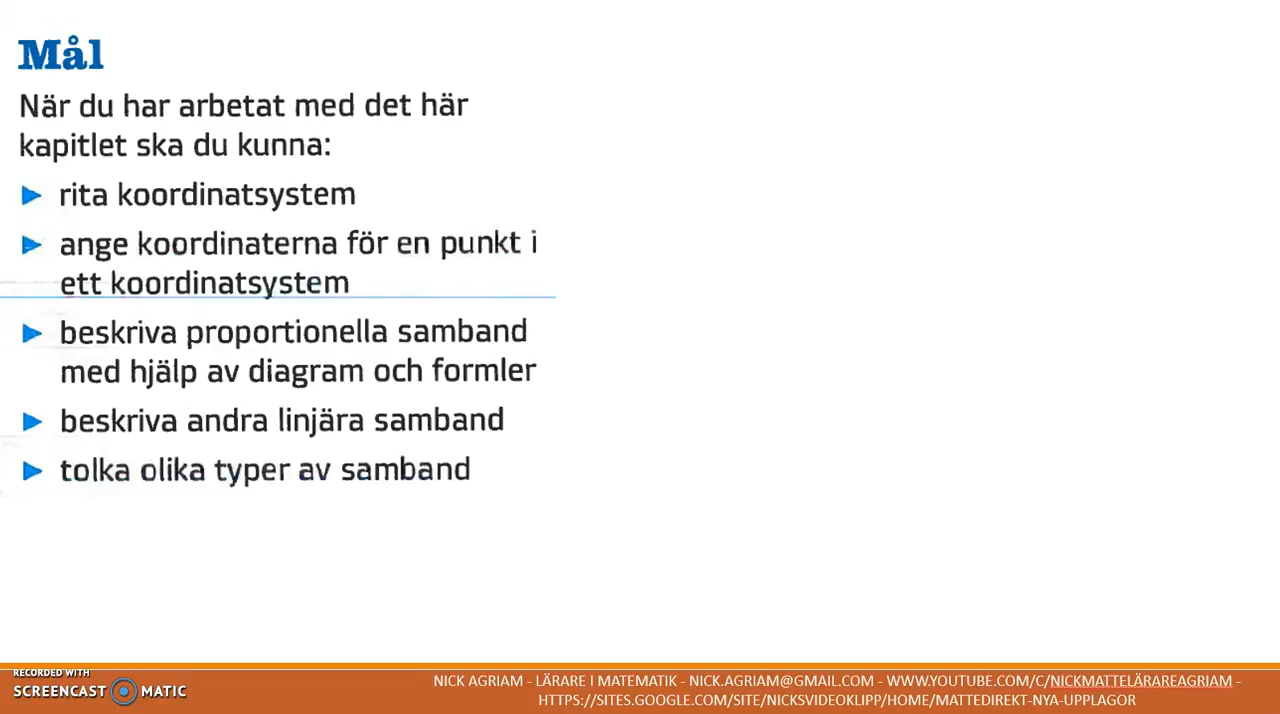 Mål
När du har arbetat med det här
kapitlet ska du kunna:
rita koordinatsystem
ange koordinaterna för en punkt i
ett koordinatsystem
beskriva proportionella samband
med hjälp av diagram och formler
beskriva andra linjära samband
tolka olika typer av samband
RECORDED WITH
SCREENCAST MATIC
NICK AGRIAM - LÄRARE I MATEMATIK - NICK.AGRIAM@GMAIL.COM - WWW.YOUTUBE.COM/C/NICKMATTELÄRAREAGRIAM -
HTTPS://SITES.GOOGLE.COM/SITE/NICKSVIDEOKLIPP/HOME/MATTEDIREKT-NYA-UPPLAGOR